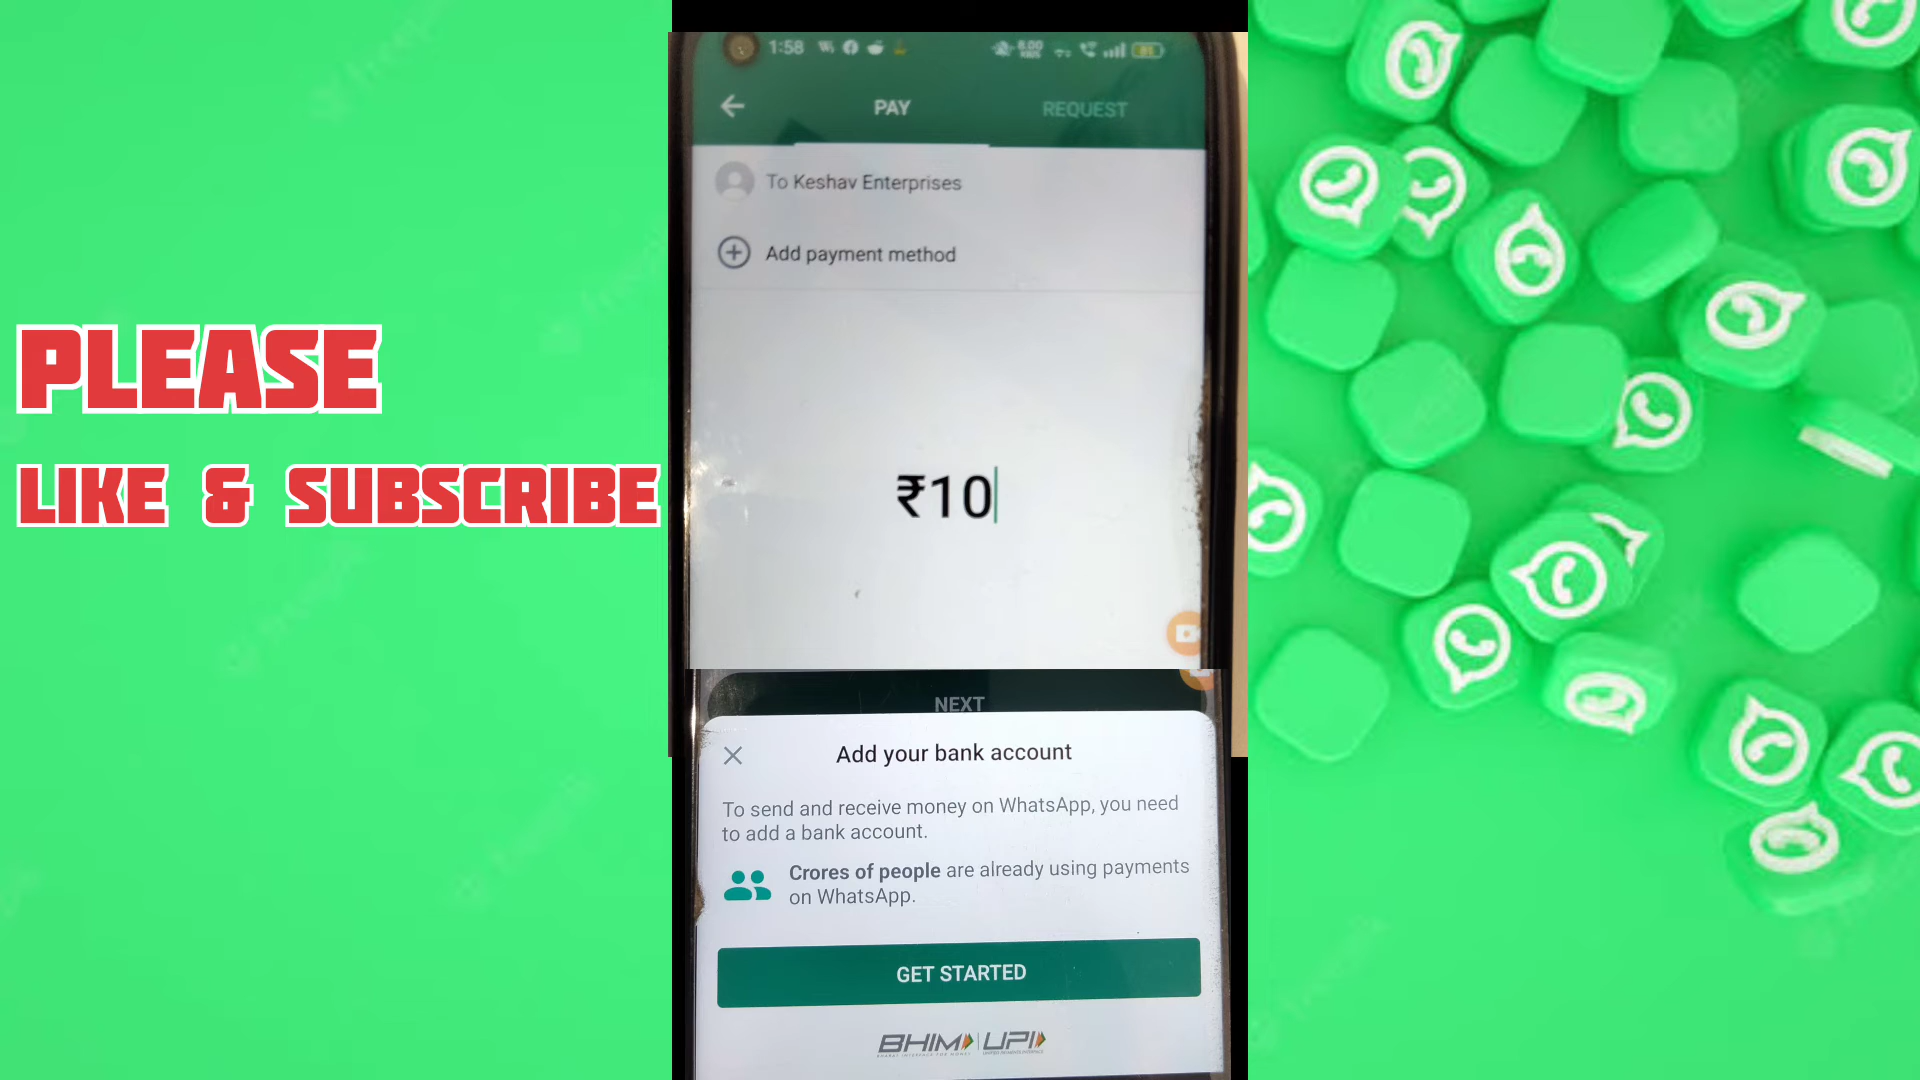 PLEASE
LIKE & SUBSCRIBE
1:58
PAY
REQUEST
To Keshav Enterprises
Add payment method
₹10
NEXT
Add your bank account
To send and receive money on WhatsApp, you need
to add a bank account.
Crores of people are already using payments
on WhatsApp.
GET STARTED
BHIM UPI